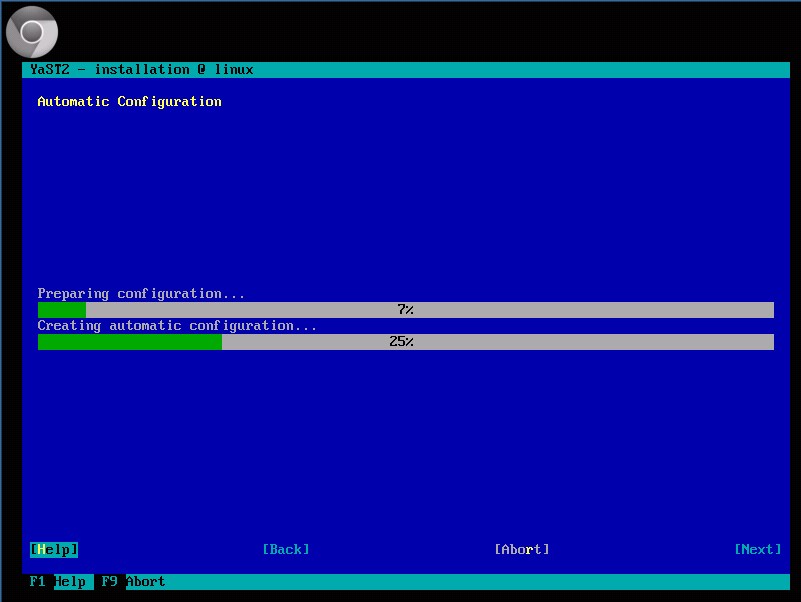 YaST2 - installation @ linux
Automatic Configuration
Preparing configuration...
7%
Creating automatic configuration...
25%
[Help] [Back] [Abort] [Next]
F1 Help F9 Abort